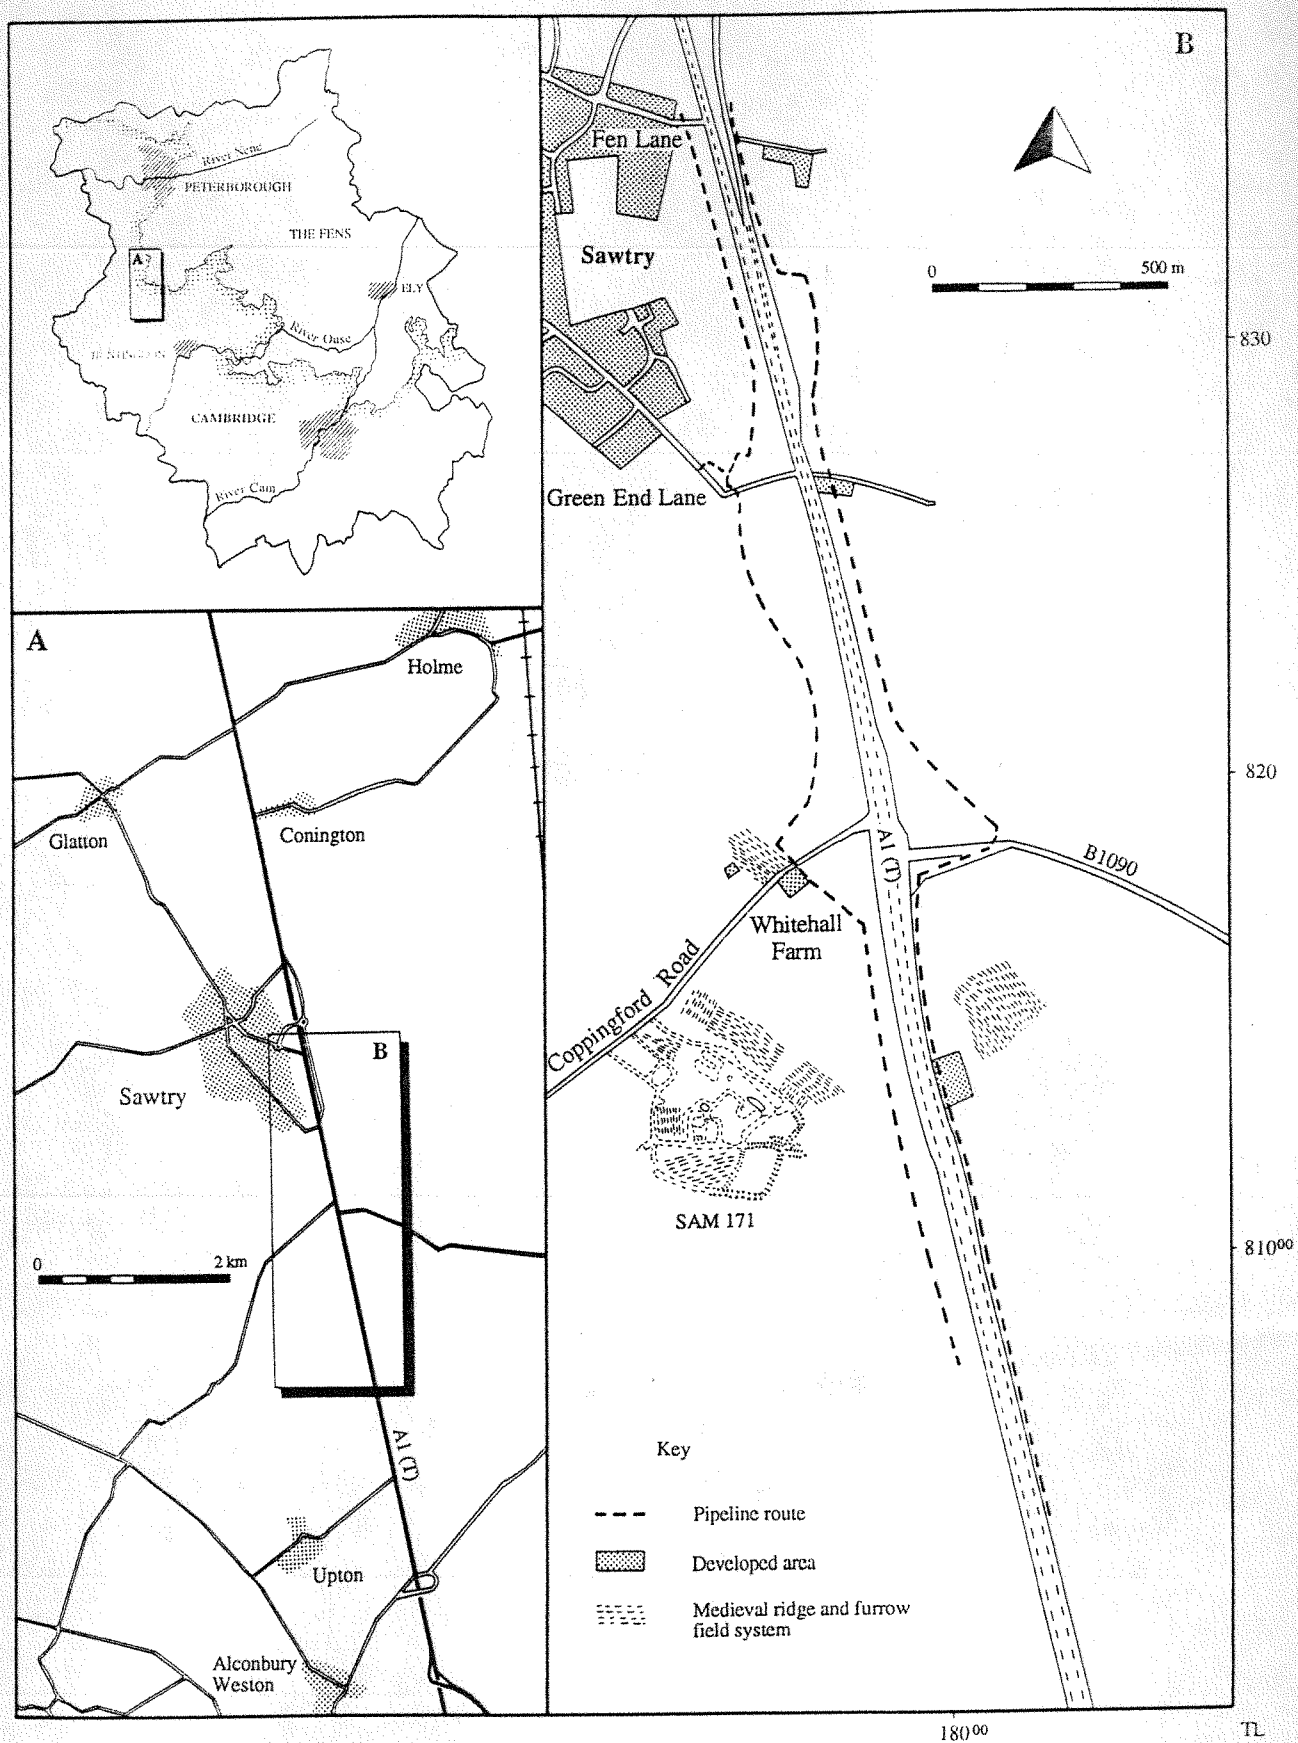 River Nene
PETERBOROUGH
THE FENS
A
ELY
River Ouse
HUNTINGDON
CAMBRIDGE
River Cam
A
Holme
Glatton
Conington
B
Sawtry
0 2 km
A1 (T)
Upton
Alconbury
Weston
B
Fen Lane
Sawtry
0 500 m
830
Green End Lane
820
A1 (T)
B1090
Whitehall
Farm
Coppingford Road
SAM 171
81000
Key
Pipeline route
Developed area
Medieval ridge and furrow
field system
18000
TL